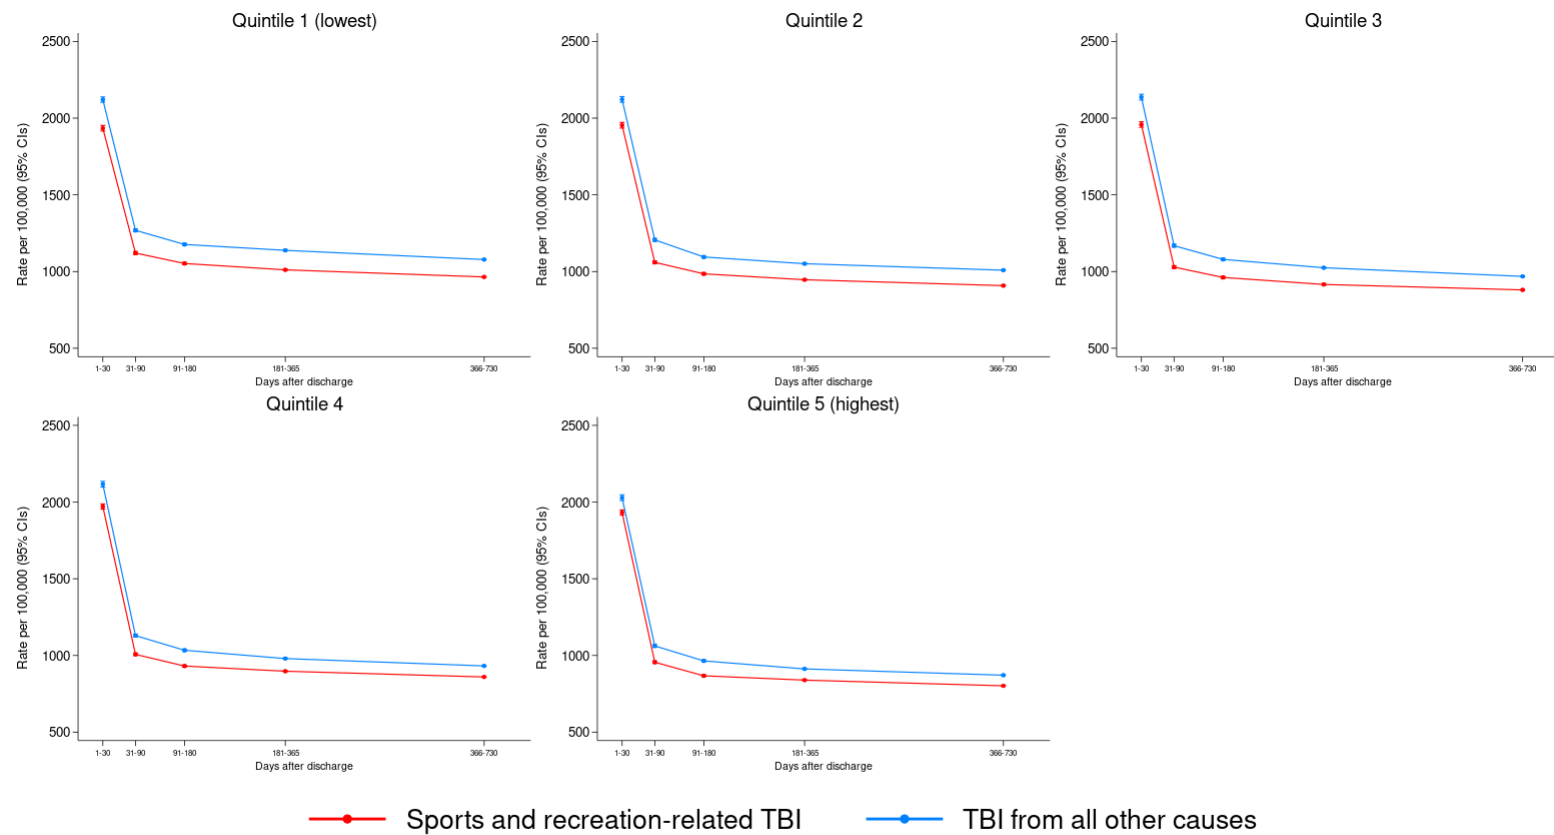 Quintile 1 (lowest)
Rate per 100,000 (95% CIs)
2500
2000
1500
1000
500
1-30 31-90 91-180 181-365 366-730
Days after discharge
Quintile 2
Rate per 100,000 (95% CIs)
2500
2000
1500
1000
500
1-30 31-90 91-180 181-365 366-730
Days after discharge
Quintile 3
Rate per 100,000 (95% CIs)
2500
2000
1500
1000
500
1-30 31-90 91-180 181-365 366-730
Days after discharge
Quintile 4
Rate per 100,000 (95% CIs)
2500
2000
1500
1000
500
1-30 31-90 91-180 181-365 366-730
Days after discharge
Quintile 5 (highest)
Rate per 100,000 (95% CIs)
2500
2000
1500
1000
500
1-30 31-90 91-180 181-365 366-730
Days after discharge
Sports and recreation-related TBI TBI from all other causes